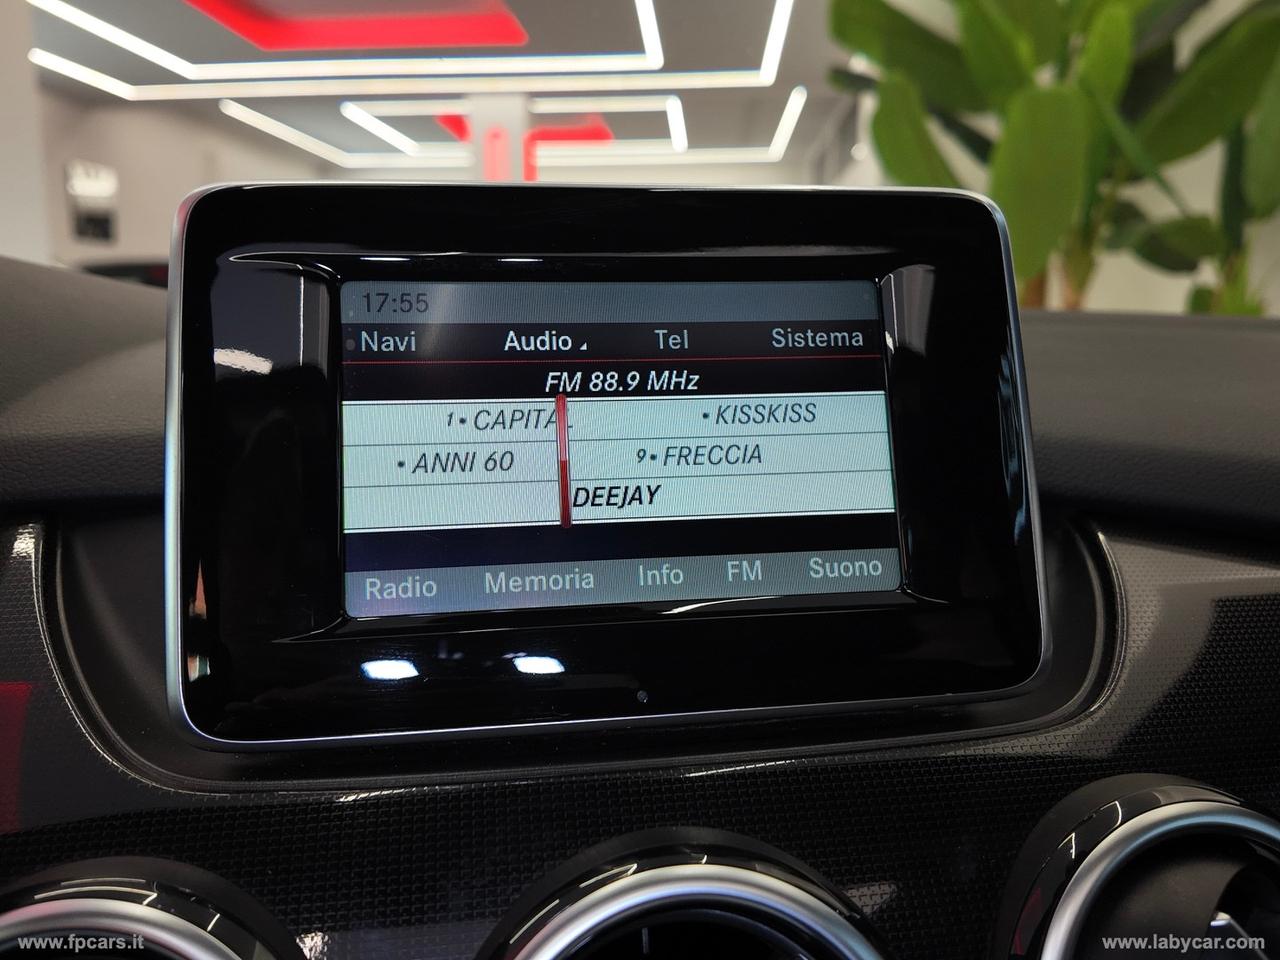 17:55
Navi Audio Tel Sistema
FM 88.9 MHz
1• CAPITAL • KISSKISS
• ANNI 60 9• FRECCIA
DEEJAY
Radio Memoria Info FM Suono
www.fpcars.it www.labycar.com